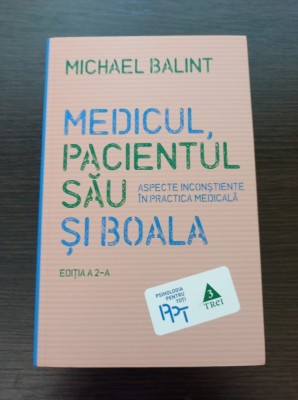 MICHAEL BALINT
MEDICUL,
PACIENTUL
SĂU
ASPECTE INCONȘTIENTE
ÎN PRACTICA MEDICALĂ
ȘI BOALA
EDIȚIA A 2-A
PSIHOLOGIA
PENTRU
TOȚI
PPT
3
TREI